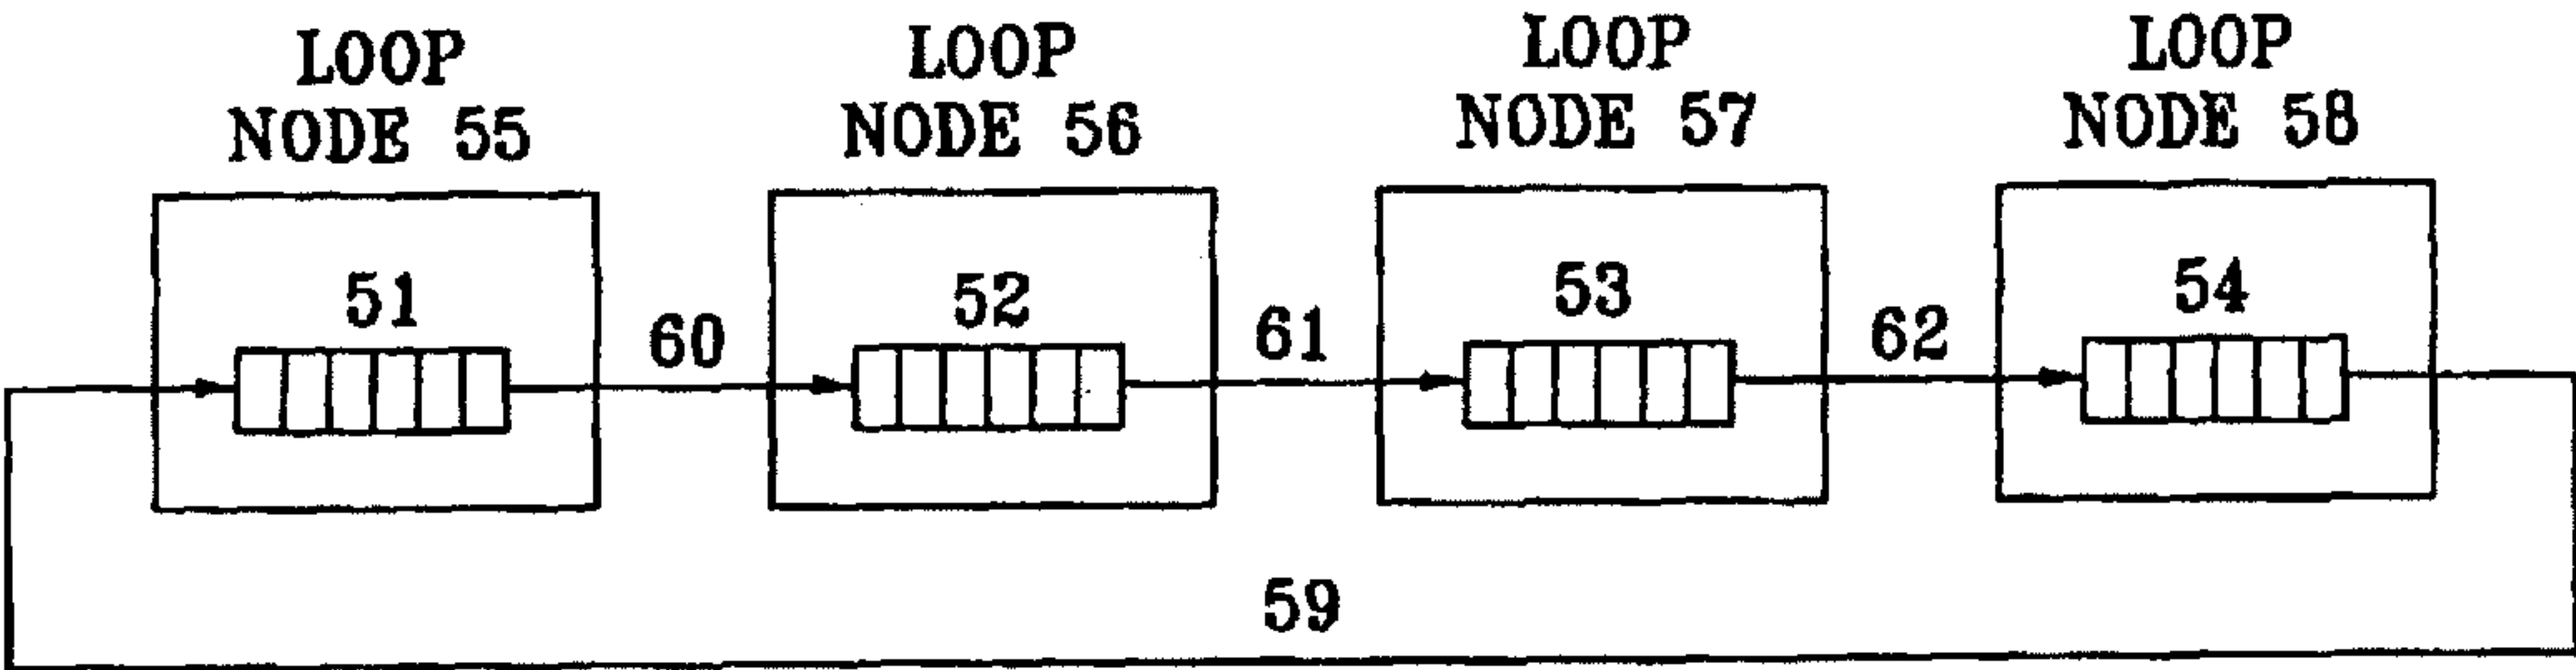 LOOP
NODE 55
LOOP
NODE 56
LOOP
NODE 57
LOOP
NODE 58
51
60
52
61
53
62
54
59